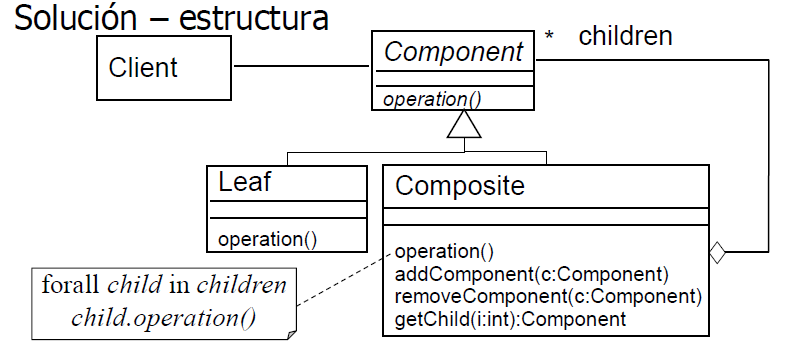 Solución – estructura
Client
Component
operation()
* children
Leaf
operation()
Composite
operation()
addComponent(c:Component)
removeComponent(c:Component)
getChild(i:int):Component
forall child in children
child.operation()